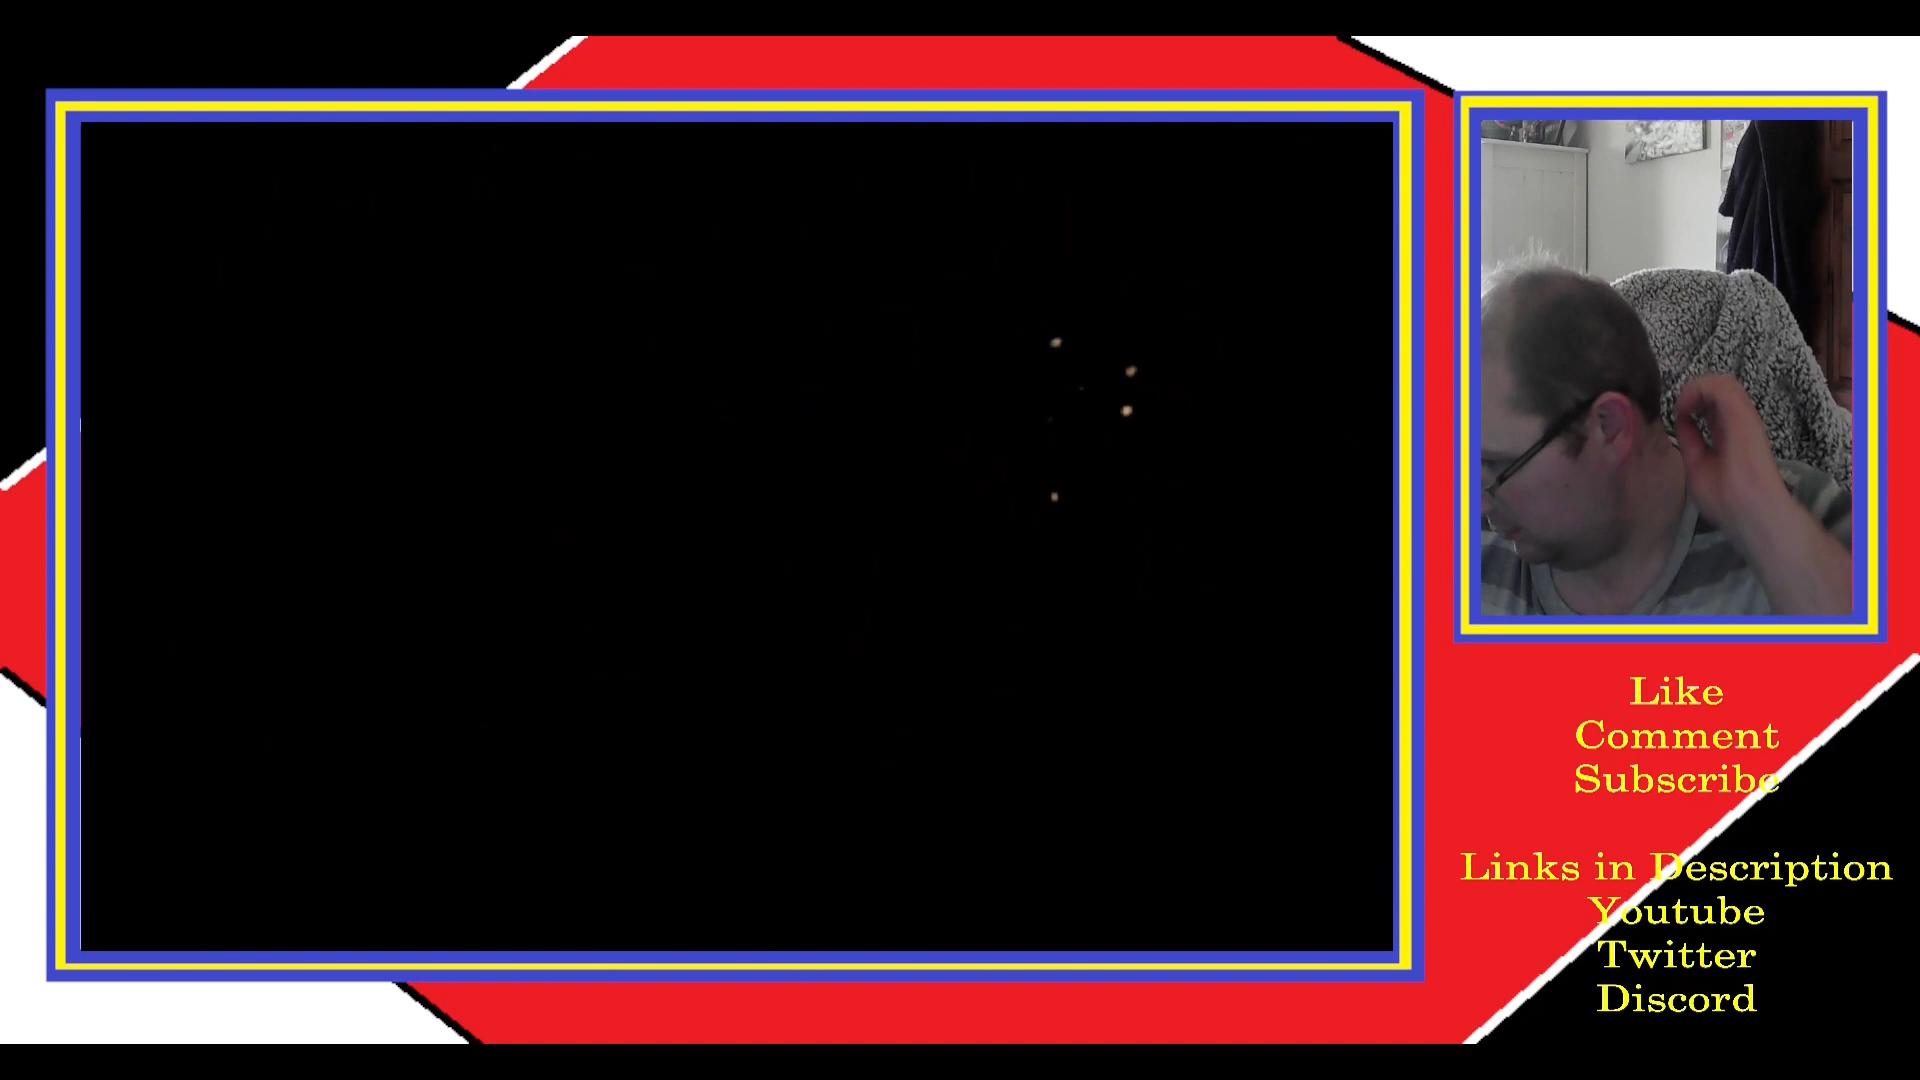 Like
Comment
Subscribe
Links in Description
Youtube
Twitter
Discord